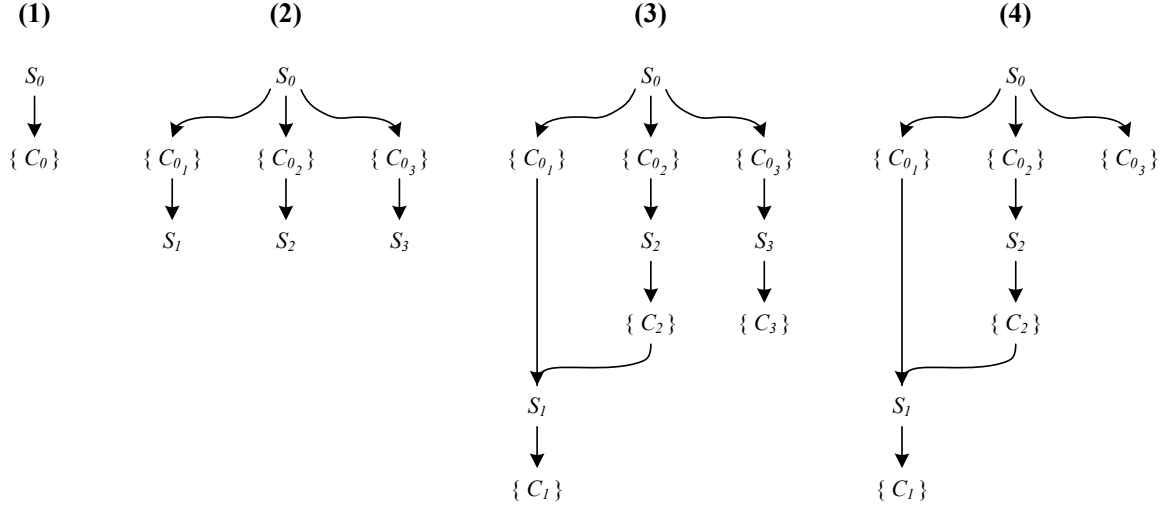 (1) (2) (3) (4)
S0 S0 S0 S0
{ C0 } { C01 } { C02 } { C03 } { C01 } { C02 } { C03 } { C01 } { C02 } { C03 }
S1 S2 S3 S2 S3 S2
{ C2 } { C3 } { C2 }
S1 S1
{ C1 } { C1 }